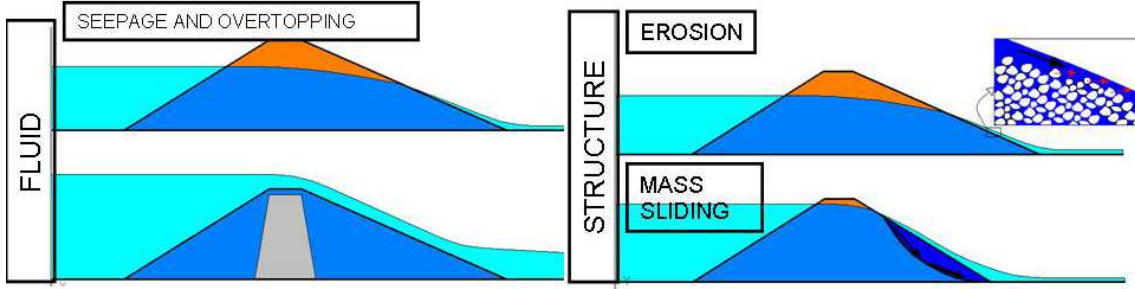 SEEPAGE AND OVERTOPPING
FLUID
STRUCTURE
EROSION
MASS
SLIDING